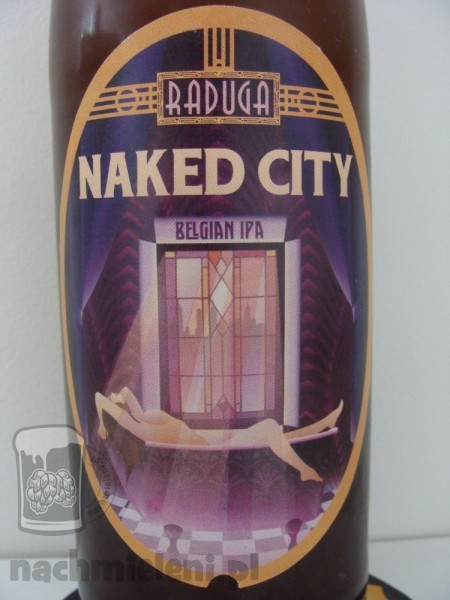 RADUGA
NAKED CITY
BELGIAN IPA
nachmieleni.pl